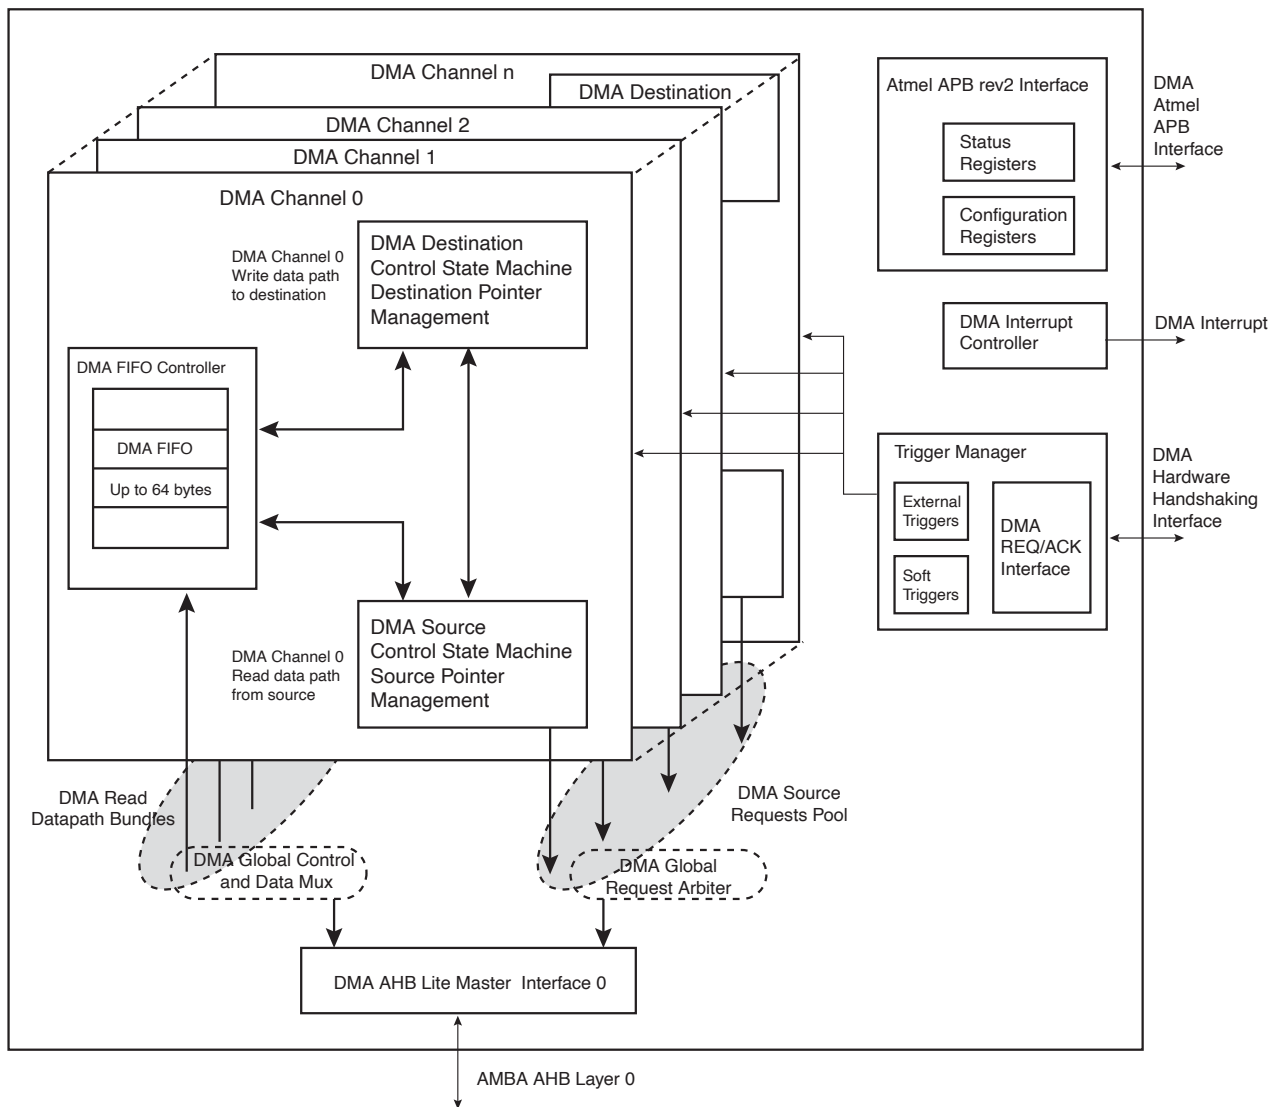 DMA Channel n
DMA Destination
DMA Channel 2
DMA Channel 1
DMA Channel 0
DMA Channel 0
Write data path
to destination
DMA Destination
Control State Machine
Destination Pointer
Management
DMA FIFO Controller
DMA FIFO
Up to 64 bytes
DMA Channel 0
Read data path
from source
DMA Source
Control State Machine
Source Pointer
Management
DMA Read
Datapath Bundles
DMA Global Control
and Data Mux
DMA Global
Request Arbiter
DMA Source
Requests Pool
DMA AHB Lite Master Interface 0
AMBA AHB Layer 0
Atmel APB rev2 Interface
Status
Registers
Configuration
Registers
DMA
Atmel
APB
Interface
DMA Interrupt
Controller
DMA Interrupt
Trigger Manager
External
Triggers
Soft
Triggers
DMA
REQ/ACK
Interface
DMA
Hardware
Handshaking
Interface